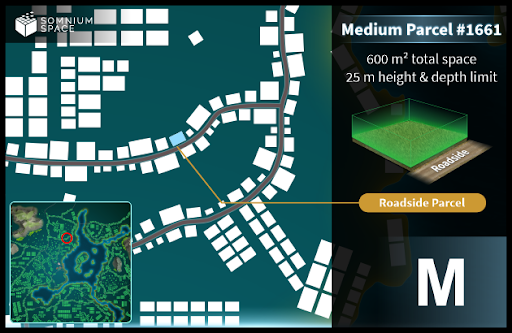 SOMNIUM
SPACE
Medium Parcel #1661
600 m² total space
25 m height & depth limit
Roadside
Roadside Parcel
M